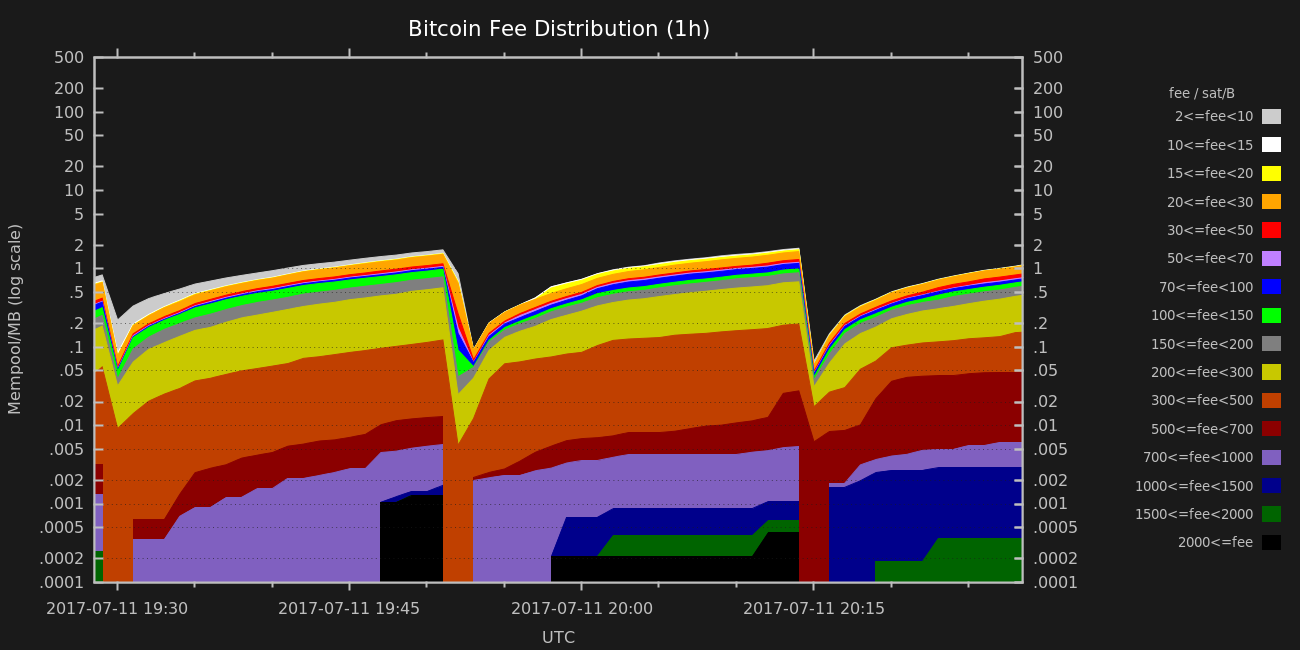 Bitcoin Fee Distribution (1h)
Mempool/MB (log scale)
500
200
100
50
20
10
5
2
1
.5
.2
.1
.05
.02
.01
.005
.002
.001
.0005
.0002
.0001
500
200
100
50
20
10
5
2
1
.5
.2
.1
.05
.02
.01
.005
.002
.001
.0005
.0002
.0001
2017-07-11 19:30
2017-07-11 19:45
2017-07-11 20:00
2017-07-11 20:15
UTC
fee / sat/B
2<=fee<10
10<=fee<15
15<=fee<20
20<=fee<30
30<=fee<50
50<=fee<70
70<=fee<100
100<=fee<150
150<=fee<200
200<=fee<300
300<=fee<500
500<=fee<700
700<=fee<1000
1000<=fee<1500
1500<=fee<2000
2000<=fee